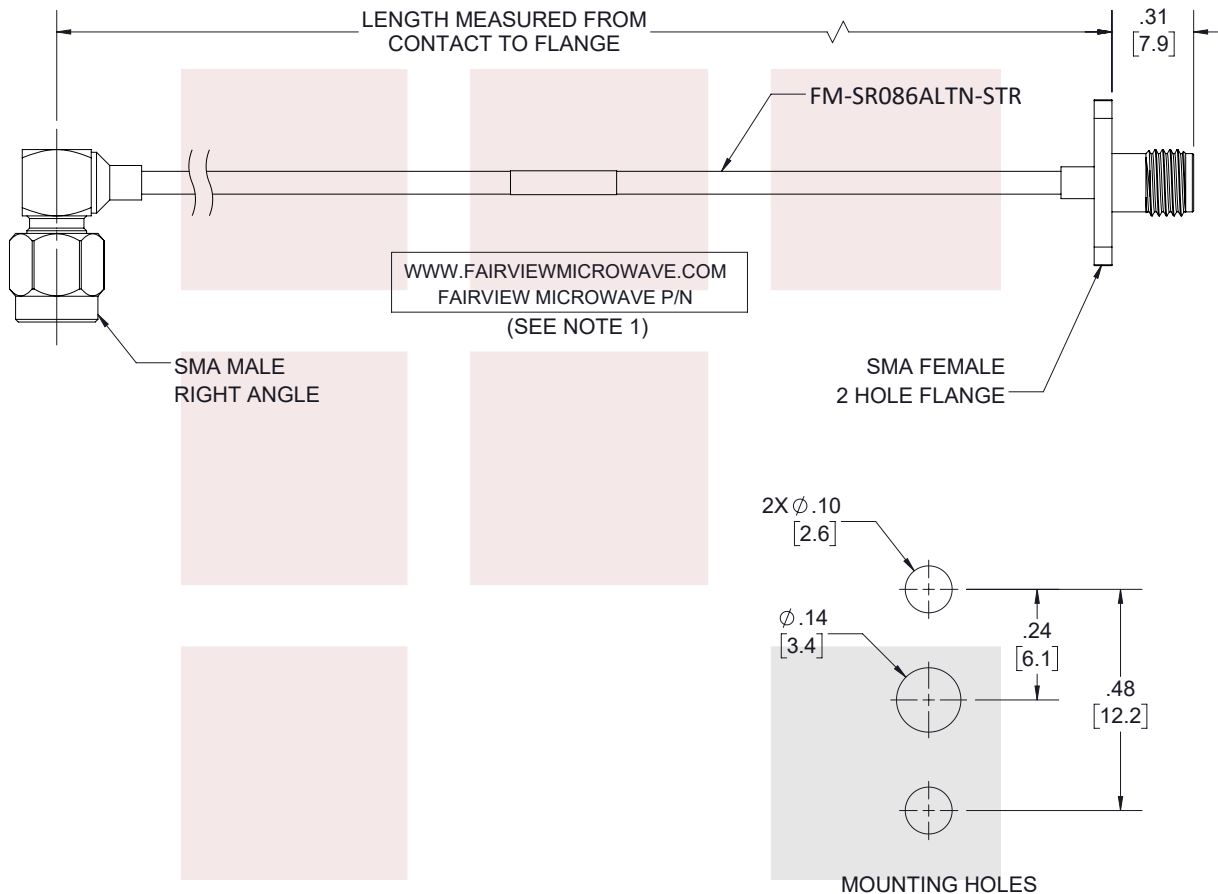 LENGTH MEASURED FROM
CONTACT TO FLANGE
.31
[7.9]
FM-SR086ALTN-STR
WWW.FAIRVIEWMICROWAVE.COM
FAIRVIEW MICROWAVE P/N
(SEE NOTE 1)
SMA MALE
RIGHT ANGLE
SMA FEMALE
2 HOLE FLANGE
2X ∅ .10
[2.6]
∅ .14
[3.4]
.24
[6.1]
.48
[12.2]
MOUNTING HOLES